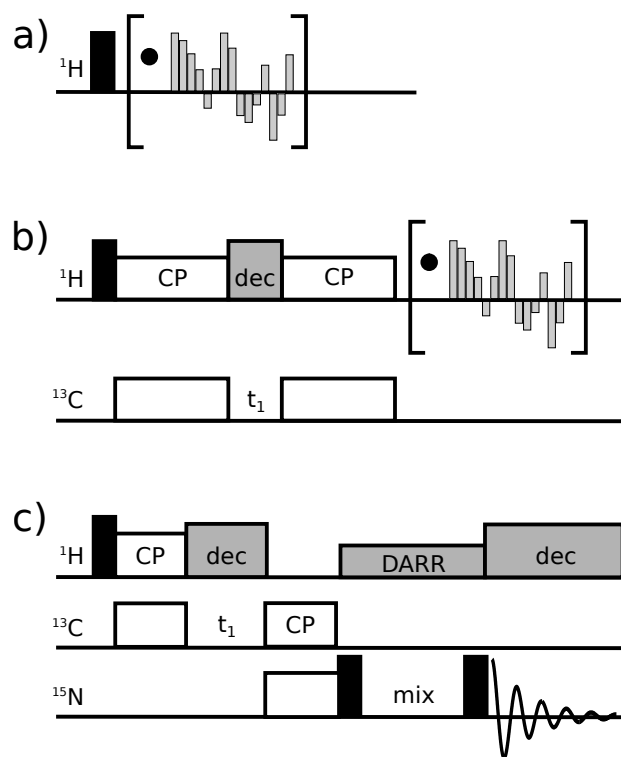 a)
¹H
b)
¹H
CP
dec
CP
¹³C
t₁
c)
¹H
CP
dec
DARR
dec
¹³C
t₁
CP
¹⁵N
mix